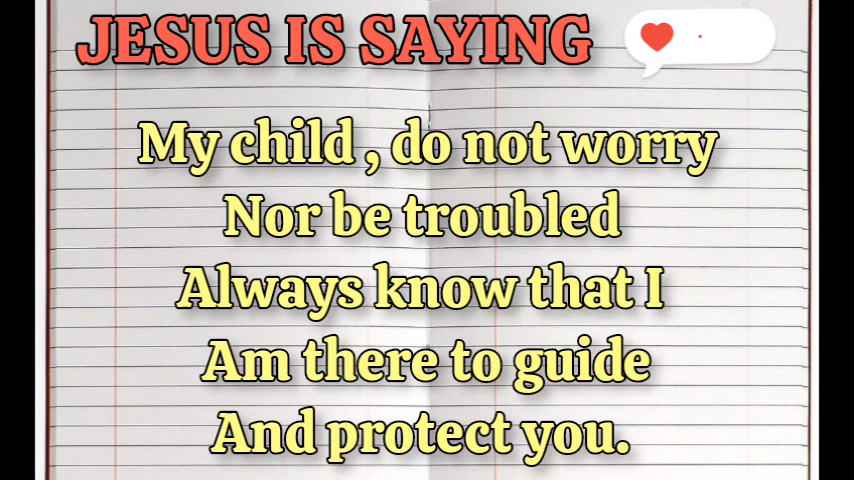 JESUS IS SAYING
My child , do not worry
Nor be troubled
Always know that I
Am there to guide
And protect you.